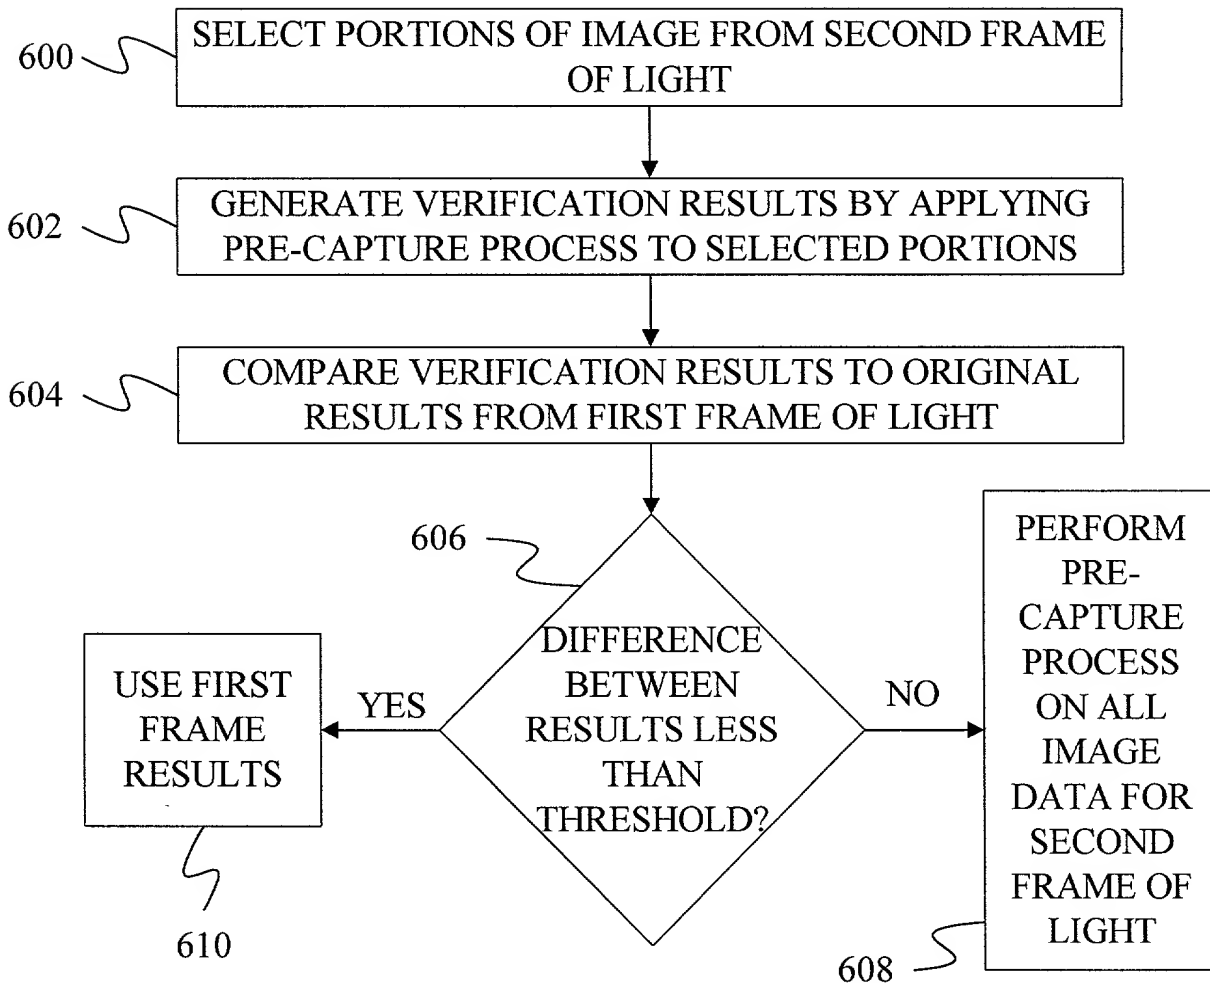 600
SELECT PORTIONS OF IMAGE FROM SECOND FRAME
OF LIGHT
602
GENERATE VERIFICATION RESULTS BY APPLYING
PRE-CAPTURE PROCESS TO SELECTED PORTIONS
604
COMPARE VERIFICATION RESULTS TO ORIGINAL
RESULTS FROM FIRST FRAME OF LIGHT
606
DIFFERENCE
BETWEEN
RESULTS LESS
THAN
THRESHOLD?
YES
USE FIRST
FRAME
RESULTS
610
NO
PERFORM
PRE-
CAPTURE
PROCESS
ON ALL
IMAGE
DATA FOR
SECOND
FRAME OF
LIGHT
608